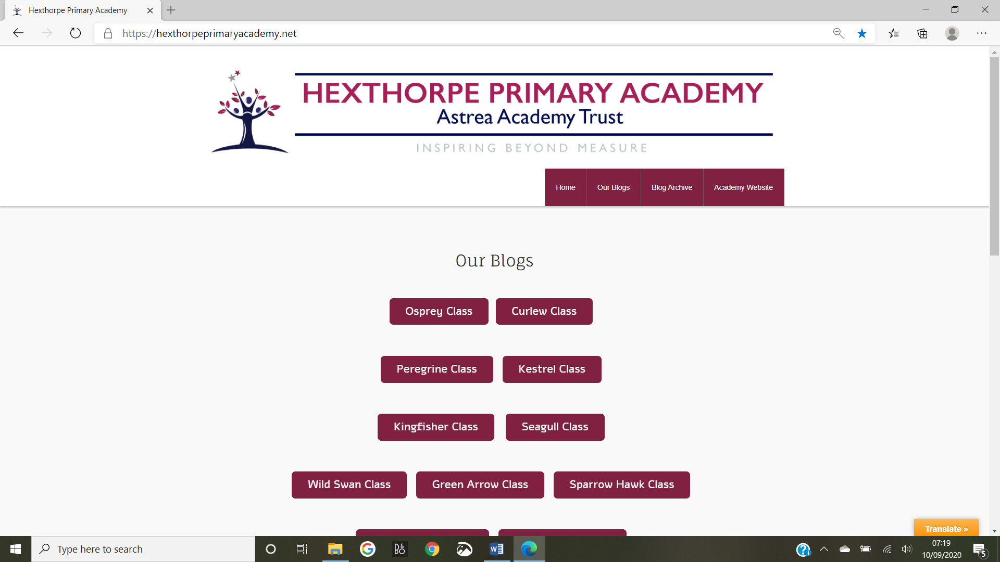 Hexthorpe Primary Academy
https://hexthorpeprimaryacademy.net
HEXTHORPE PRIMARY ACADEMY
Astrea Academy Trust
INSPIRING BEYOND MEASURE
Home Our Blogs Blog Archive Academy Website
Our Blogs
Osprey Class Curlew Class
Peregrine Class Kestrel Class
Kingfisher Class Seagull Class
Wild Swan Class Green Arrow Class Sparrow Hawk Class
Translate »
Type here to search
07:19
10/09/2020
5